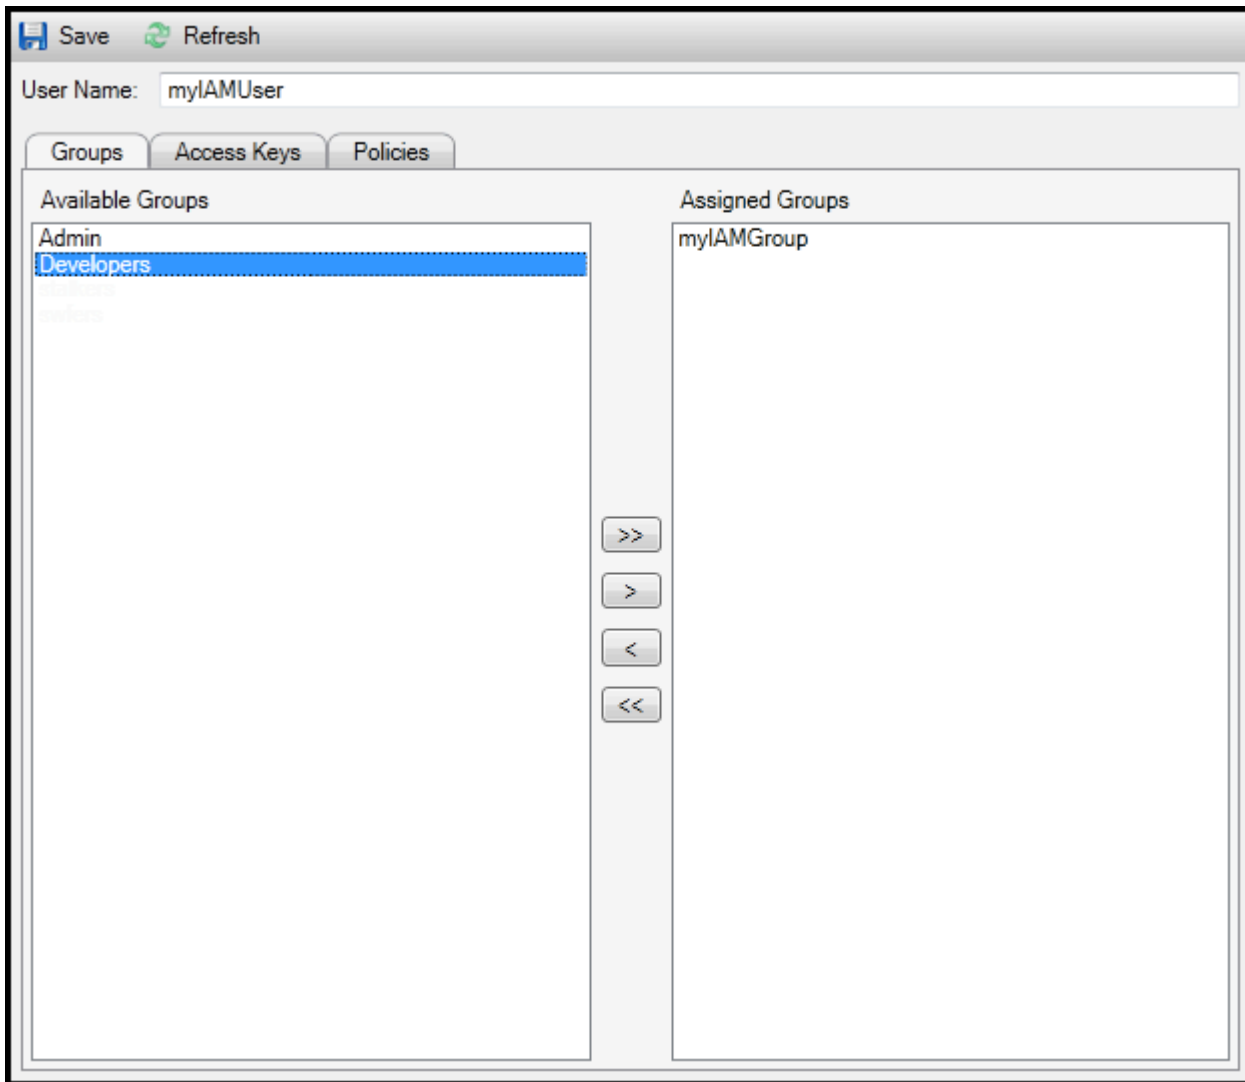 Save Refresh
User Name: myIAMUser
Groups Access Keys Policies
Available Groups Assigned Groups
Admin myIAMGroup
Developers
>>
>
<
<<